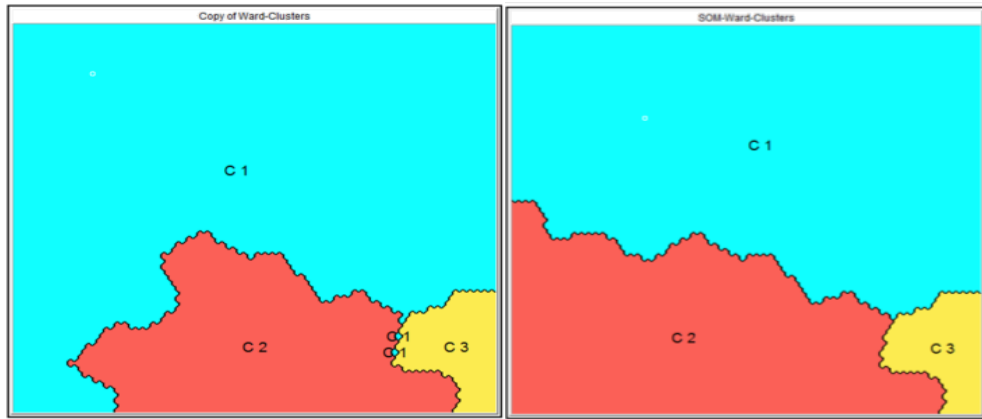 Copy of Ward-Clusters
C 1
C 1
C 2
C 1
C 3
SOM-Ward-Clusters
C 1
C 2
C 3